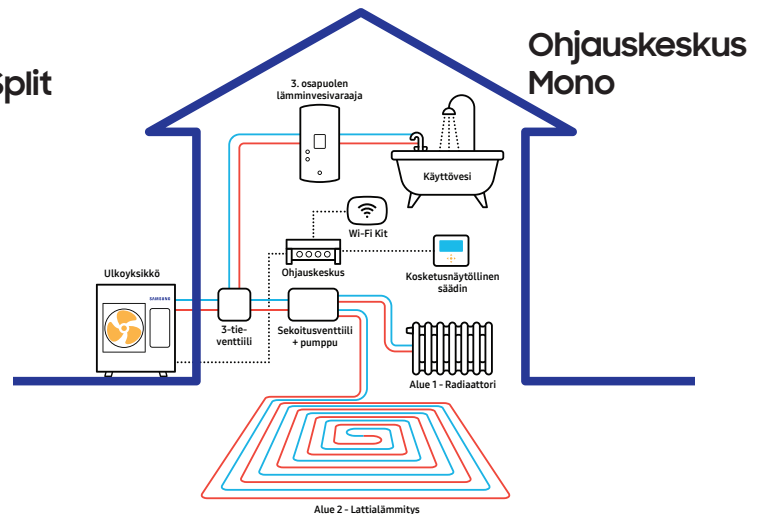 Split
Ohjauskeskus
Mono
3. osapuolen
lämminvesivaraaja
Käyttövesi
Wi-Fi Kit
Ohjauskeskus
Kosketusnäytöllinen
säädin
Ulkoyksikkö
SAMSUNG
3-tie-
venttiili
Sekoitusventtiili
+ pumppu
Alue 1 - Radiaattori
Alue 2 - Lattialämmitys